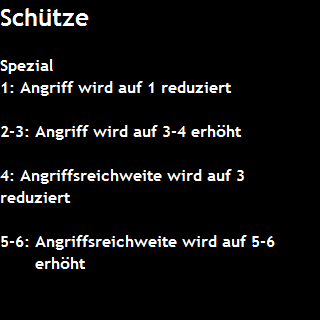 Schütze
Spezial
1: Angriff wird auf 1 reduziert
2-3: Angriff wird auf 3-4 erhöht
4: Angriffsreichweite wird auf 3
reduziert
5-6: Angriffsreichweite wird auf 5-6
erhöht